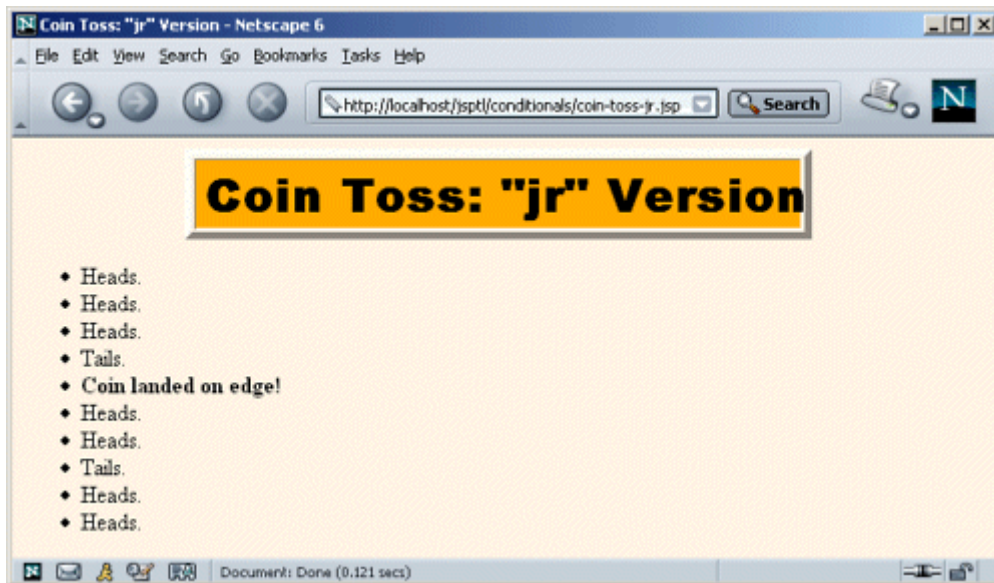 Coin Toss: "jr" Version - Netscape 6
File Edit View Search Go Bookmarks Tasks Help
http://localhost/jsptl/conditionals/coin-toss-jr.jsp Search N
Coin Toss: "jr" Version
Heads.
Heads.
Heads.
Tails.
Coin landed on edge!
Heads.
Heads.
Tails.
Heads.
Heads.
Document: Done (0.121 secs)